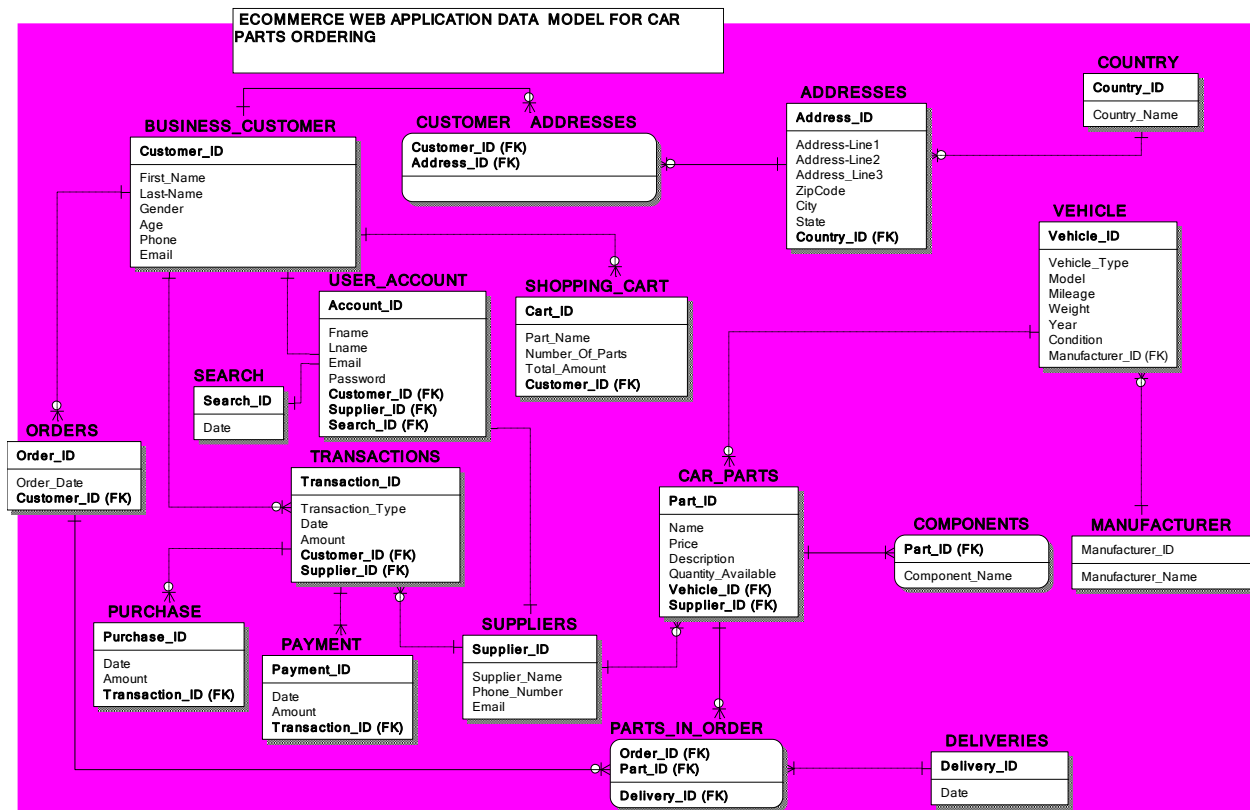 ECOMMERCE WEB APPLICATION DATA MODEL FOR CAR
PARTS ORDERING
COUNTRY
Country_ID
Country_Name
ADDRESSES
Address_ID
Address-Line1
Address-Line2
Address_Line3
ZipCode
City
State
Country_ID (FK)
CUSTOMER ADDRESSES
Customer_ID (FK)
Address_ID (FK)
BUSINESS_CUSTOMER
Customer_ID
First_Name
Last-Name
Gender
Age
Phone
Email
VEHICLE
Vehicle_ID
Vehicle_Type
Model
Mileage
Weight
Year
Condition
Manufacturer_ID (FK)
USER_ACCOUNT
Account_ID
Fname
Lname
Email
Password
Customer_ID (FK)
Supplier_ID (FK)
Search_ID (FK)
SHOPPING_CART
Cart_ID
Part_Name
Number_Of_Parts
Total_Amount
Customer_ID (FK)
SEARCH
Search_ID
Date
ORDERS
Order_ID
Order_Date
Customer_ID (FK)
TRANSACTIONS
Transaction_ID
Transaction_Type
Date
Amount
Customer_ID (FK)
Supplier_ID (FK)
CAR_PARTS
Part_ID
Name
Price
Description
Quantity_Available
Vehicle_ID (FK)
Supplier_ID (FK)
COMPONENTS
Part_ID (FK)
Component_Name
MANUFACTURER
Manufacturer_ID
Manufacturer_Name
PURCHASE
Purchase_ID
Date
Amount
Transaction_ID (FK)
PAYMENT
Payment_ID
Date
Amount
Transaction_ID (FK)
SUPPLIERS
Supplier_ID
Supplier_Name
Phone_Number
Email
PARTS_IN_ORDER
Order_ID (FK)
Part_ID (FK)
Delivery_ID (FK)
DELIVERIES
Delivery_ID
Date